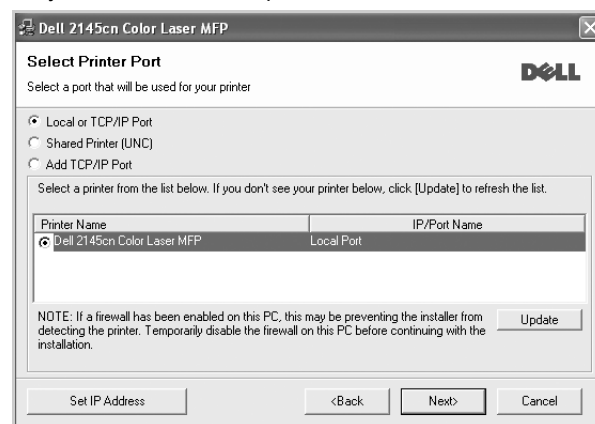 Dell 2145cn Color Laser MFP
Select Printer Port
Select a port that will be used for your printer
DELL
Local or TCP/IP Port
Shared Printer (UNC)
Add TCP/IP Port
Select a printer from the list below. If you don't see your printer below, click [Update] to refresh the list.
Printer Name IP/Port Name
Dell 2145cn Color Laser MFP Local Port
NOTE: If a firewall has been enabled on this PC, this may be preventing the installer from
detecting the printer. Temporarily disable the firewall on this PC before continuing with the
installation.
Update
Set IP Address <Back Next> Cancel